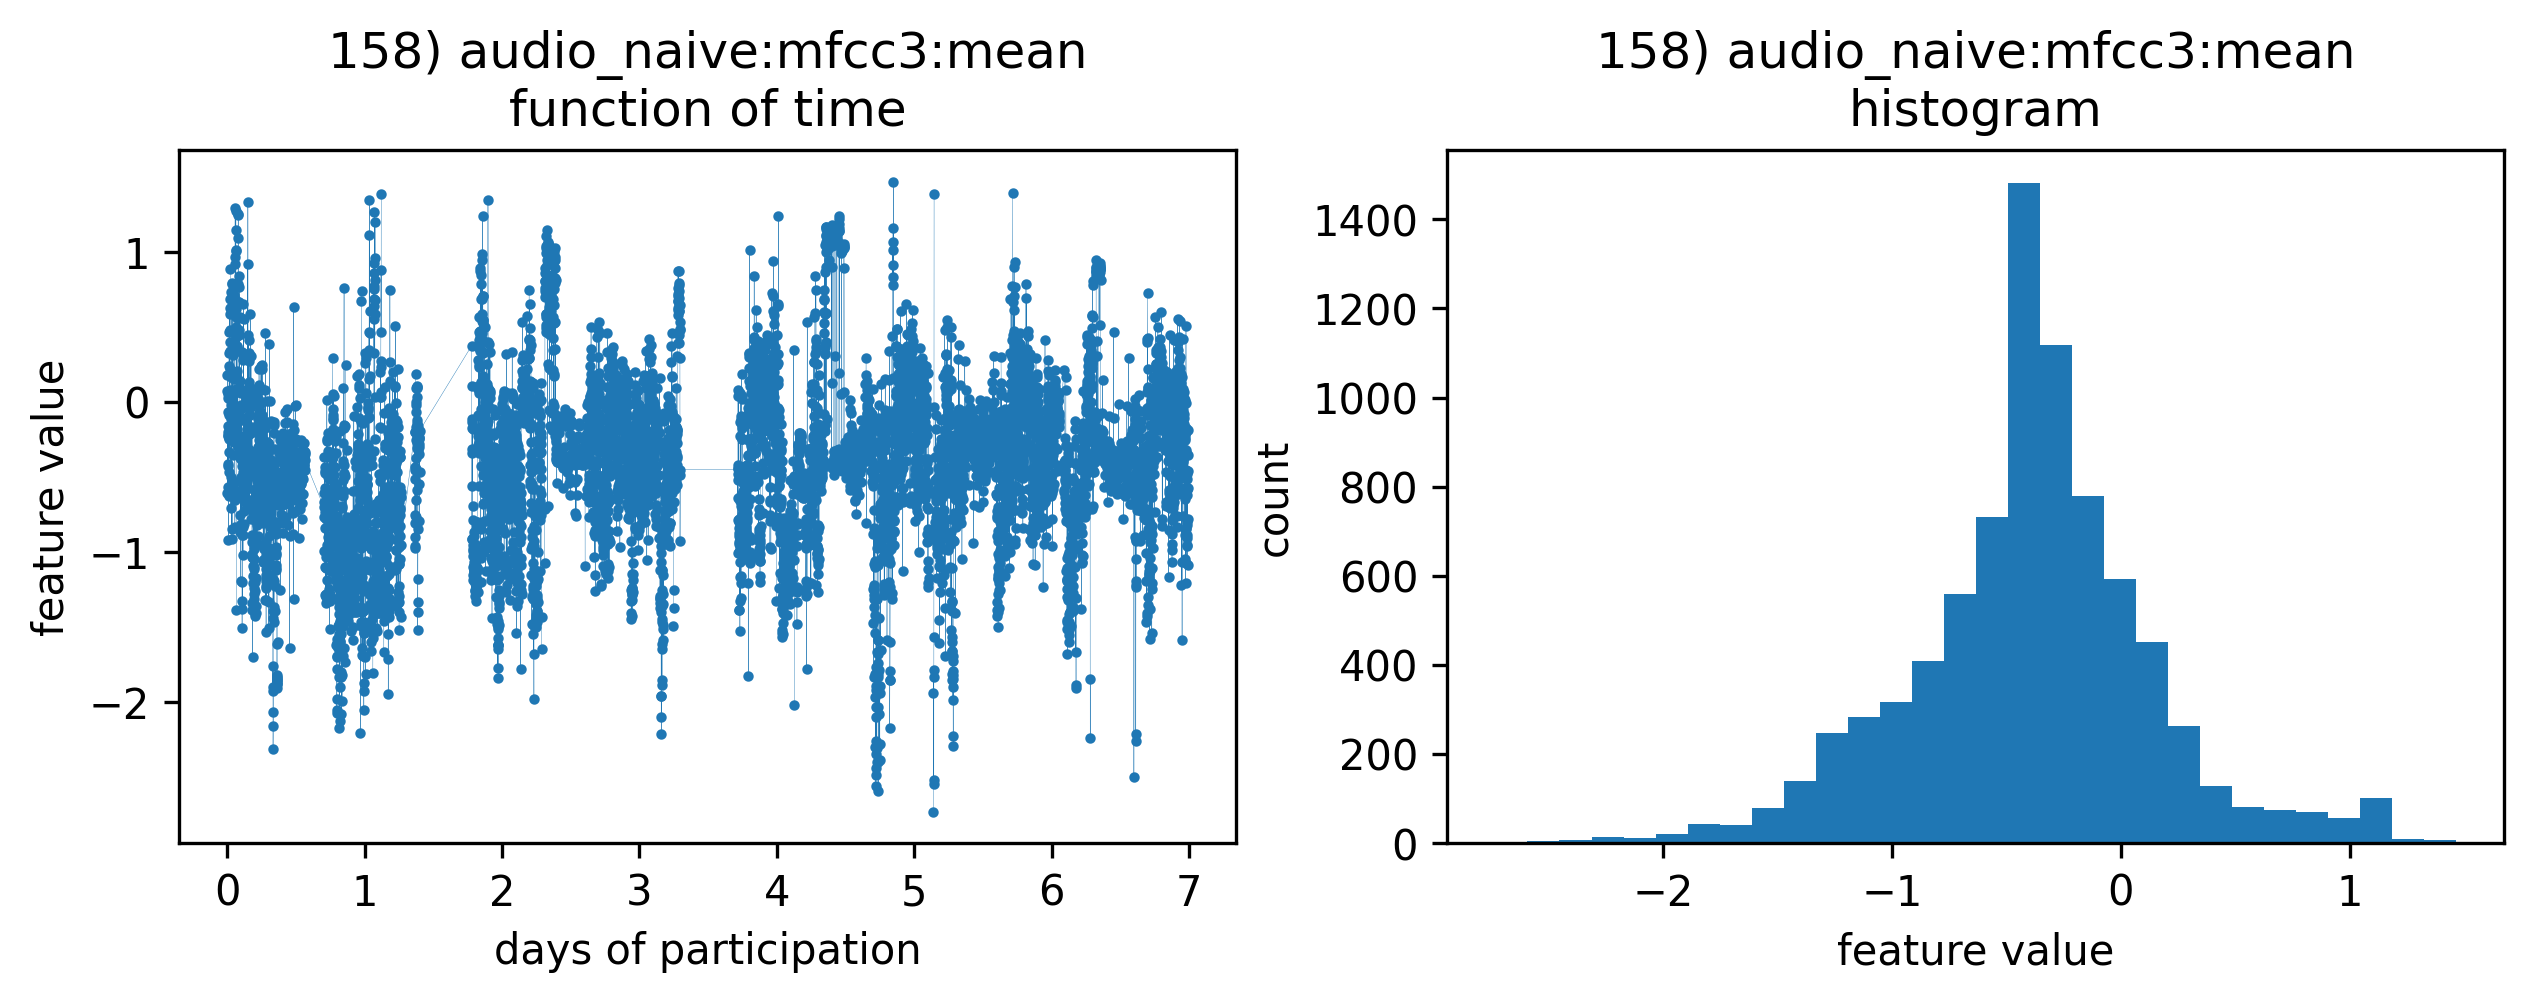 158) audio_naive:mfcc3:mean
function of time
feature value
1
0
−1
−2
0 1 2 3 4 5 6 7
days of participation
158) audio_naive:mfcc3:mean
histogram
count
1400
1200
1000
800
600
400
200
0
−2 −1 0 1
feature value